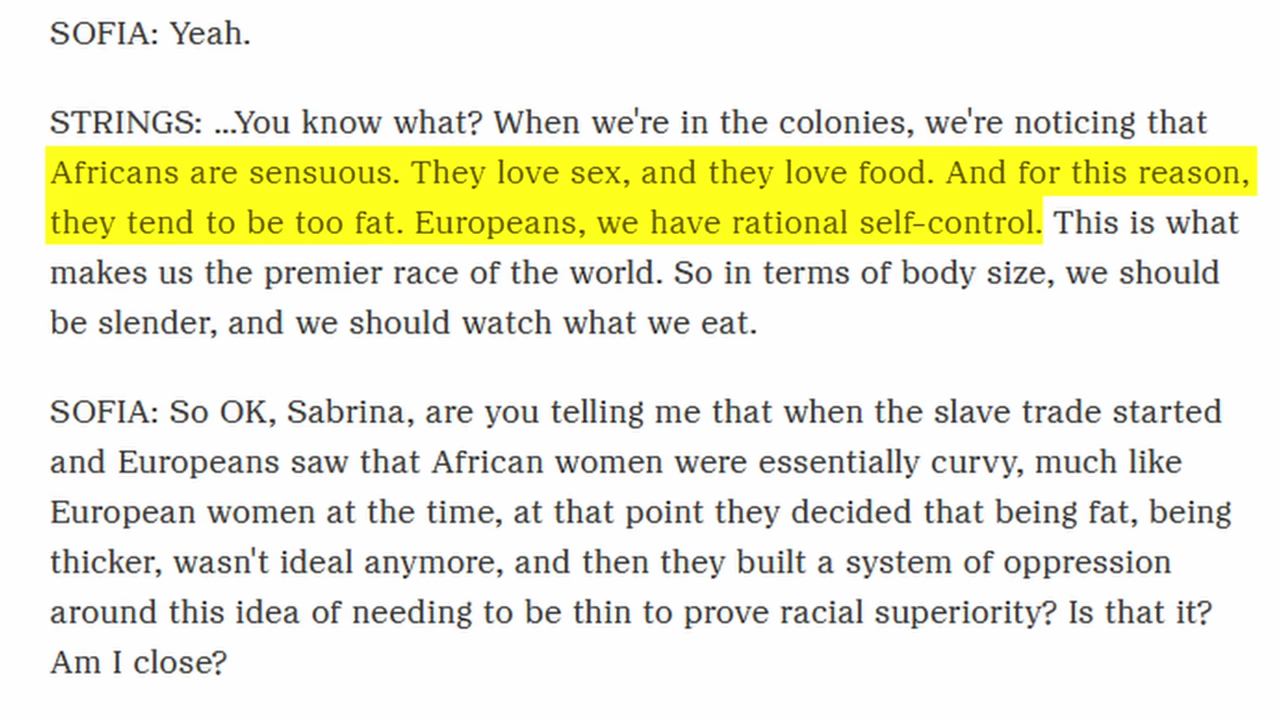 SOFIA: Yeah.
STRINGS: ...You know what? When we're in the colonies, we're noticing that
Africans are sensuous. They love sex, and they love food. And for this reason,
they tend to be too fat. Europeans, we have rational self-control. This is what
makes us the premier race of the world. So in terms of body size, we should
be slender, and we should watch what we eat.
SOFIA: So OK, Sabrina, are you telling me that when the slave trade started
and Europeans saw that African women were essentially curvy, much like
European women at the time, at that point they decided that being fat, being
thicker, wasn't ideal anymore, and then they built a system of oppression
around this idea of needing to be thin to prove racial superiority? Is that it?
Am I close?